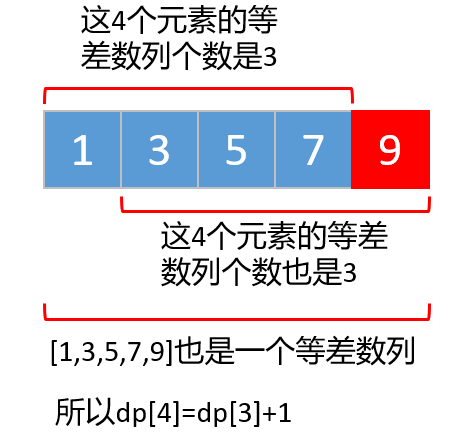 这4个元素的等
差数列个数是3
1 3 5 7 9
这4个元素的等差
数列个数也是3
[1,3,5,7,9]也是一个等差数列
所以dp[4]=dp[3]+1